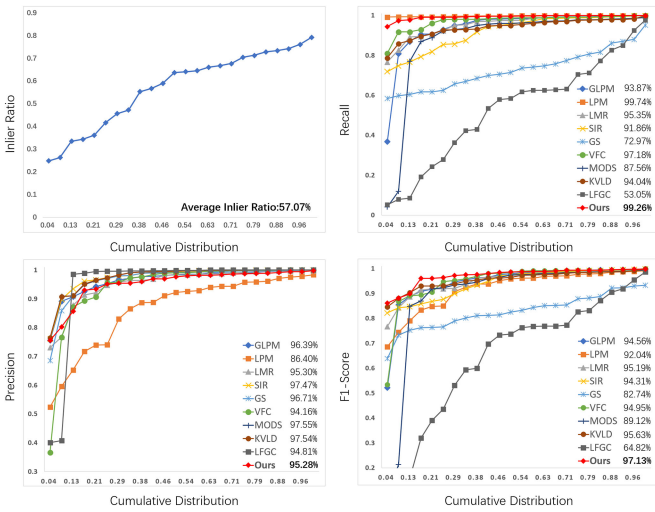 0.9
0.8
0.7
0.6
0.5
0.4
0.3
0.2
0.1
0
Inlier Ratio
Average Inlier Ratio:57.07%
0.04 0.13 0.21 0.29 0.38 0.46 0.54 0.63 0.71 0.79 0.88 0.96
Cumulative Distribution
1
0.8
0.6
0.4
0.2
0
Recall
GLPM 93.87%
LPM 99.74%
LMR 95.35%
SIR 91.86%
GS 72.97%
VFC 97.18%
MODS 87.56%
KVLD 94.04%
LFGC 53.05%
Ours 99.26%
0.04 0.13 0.21 0.29 0.38 0.46 0.54 0.63 0.71 0.79 0.88 0.96
Cumulative Distribution
1
0.9
0.8
0.7
0.6
0.5
0.4
0.3
Precision
GLPM 96.39%
LPM 86.40%
LMR 95.30%
SIR 97.47%
GS 96.71%
VFC 94.16%
MODS 97.55%
KVLD 97.54%
LFGC 94.81%
Ours 95.28%
0.04 0.13 0.21 0.29 0.38 0.46 0.54 0.63 0.71 0.79 0.88 0.96
Cumulative Distribution
1
0.9
0.8
0.7
0.6
0.5
0.4
0.3
0.2
F1-Score
GLPM 94.56%
LPM 92.04%
LMR 95.19%
SIR 94.31%
GS 82.74%
VFC 94.95%
MODS 89.12%
KVLD 95.63%
LFGC 64.82%
Ours 97.13%
0.04 0.13 0.21 0.29 0.38 0.46 0.54 0.63 0.71 0.79 0.88 0.96
Cumulative Distribution